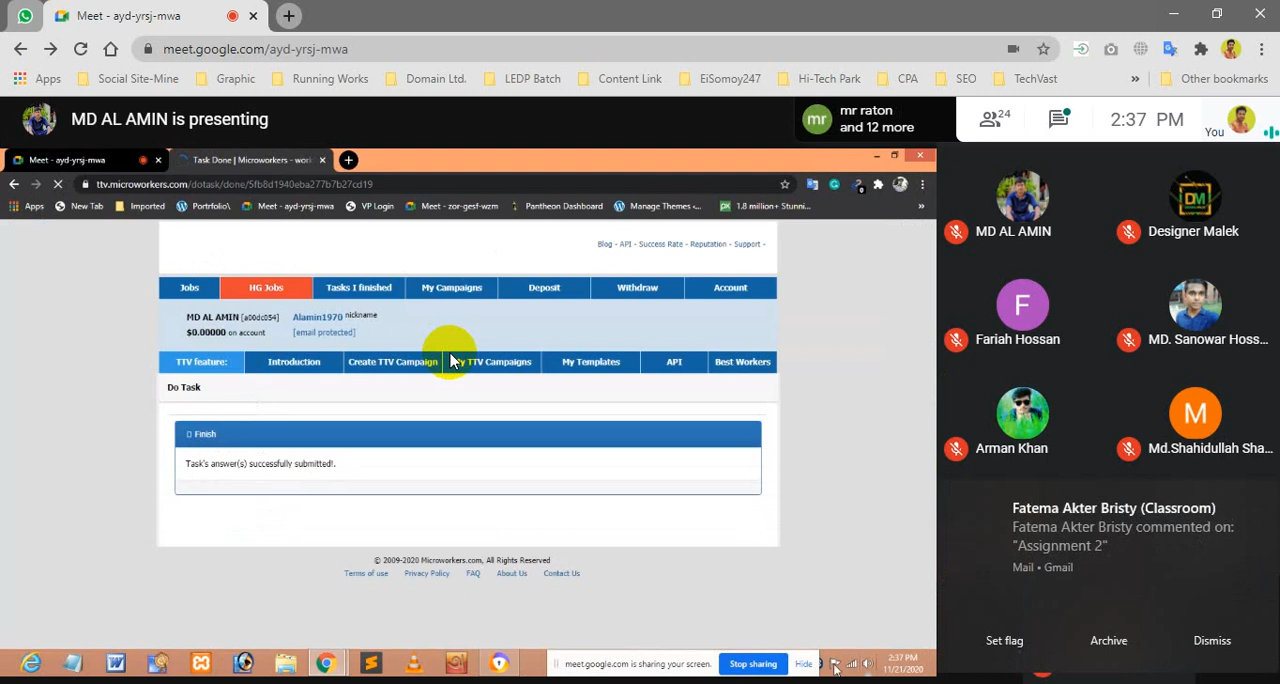 Meet - ayd-yrsj-mwa
meet.google.com/ayd-yrsj-mwa
Apps
Social Site-Mine
Graphic
Running Works
Domain Ltd.
LEDP Batch
Content Link
EiSomoy247
Hi-Tech Park
CPA
SEO
TechVast
»
Other bookmarks
MD AL AMIN is presenting
mr
mr raton
and 12 more
24
2:37 PM
You
Meet - ayd-yrsj-mwa
Task Done | Microworkers - wor
ttv.microworkers.com/dotask/done/5fb8d1940eba277b7b27cd19
Apps
New Tab
Imported
Portrfolio\
Meet - ayd-yrsj-mwa
VP Login
Meet - zor-gesf-wzm
Pantheon Dashboard
Manage Themes ‹...
1.8 million+ Stunni...
»
Blog - API - Success Rate - Reputation - Support -
Jobs
HG Jobs
Tasks I finished
My Campaigns
Deposit
Withdraw
Account
MD AL AMIN [a00dc054]
$0.00000 on account
Alamin1970 nickname
[email protected]
TTV feature:
Introduction
Create TTV Campaign
TTV Campaigns
My Templates
API
Best Workers
Do Task
Finish
Task's answer(s) successfully submitted!.
© 2009-2020 Microworkers.com, All Rights Reserved
Terms of use
Privacy Policy
FAQ
About Us
Contact Us
meet.google.com is sharing your screen.
Stop sharing
Hide
2:37 PM
11/21/2020
MD AL AMIN
DM
Designer Malek
F
Fariah Hossan
MD. Sanowar Hoss...
Arman Khan
M
Md.Shahidullah Sha...
Fatema Akter Bristy (Classroom)
Fatema Akter Bristy commented on:
"Assignment 2"
Mail • Gmail
Set flag
Archive
Dismiss